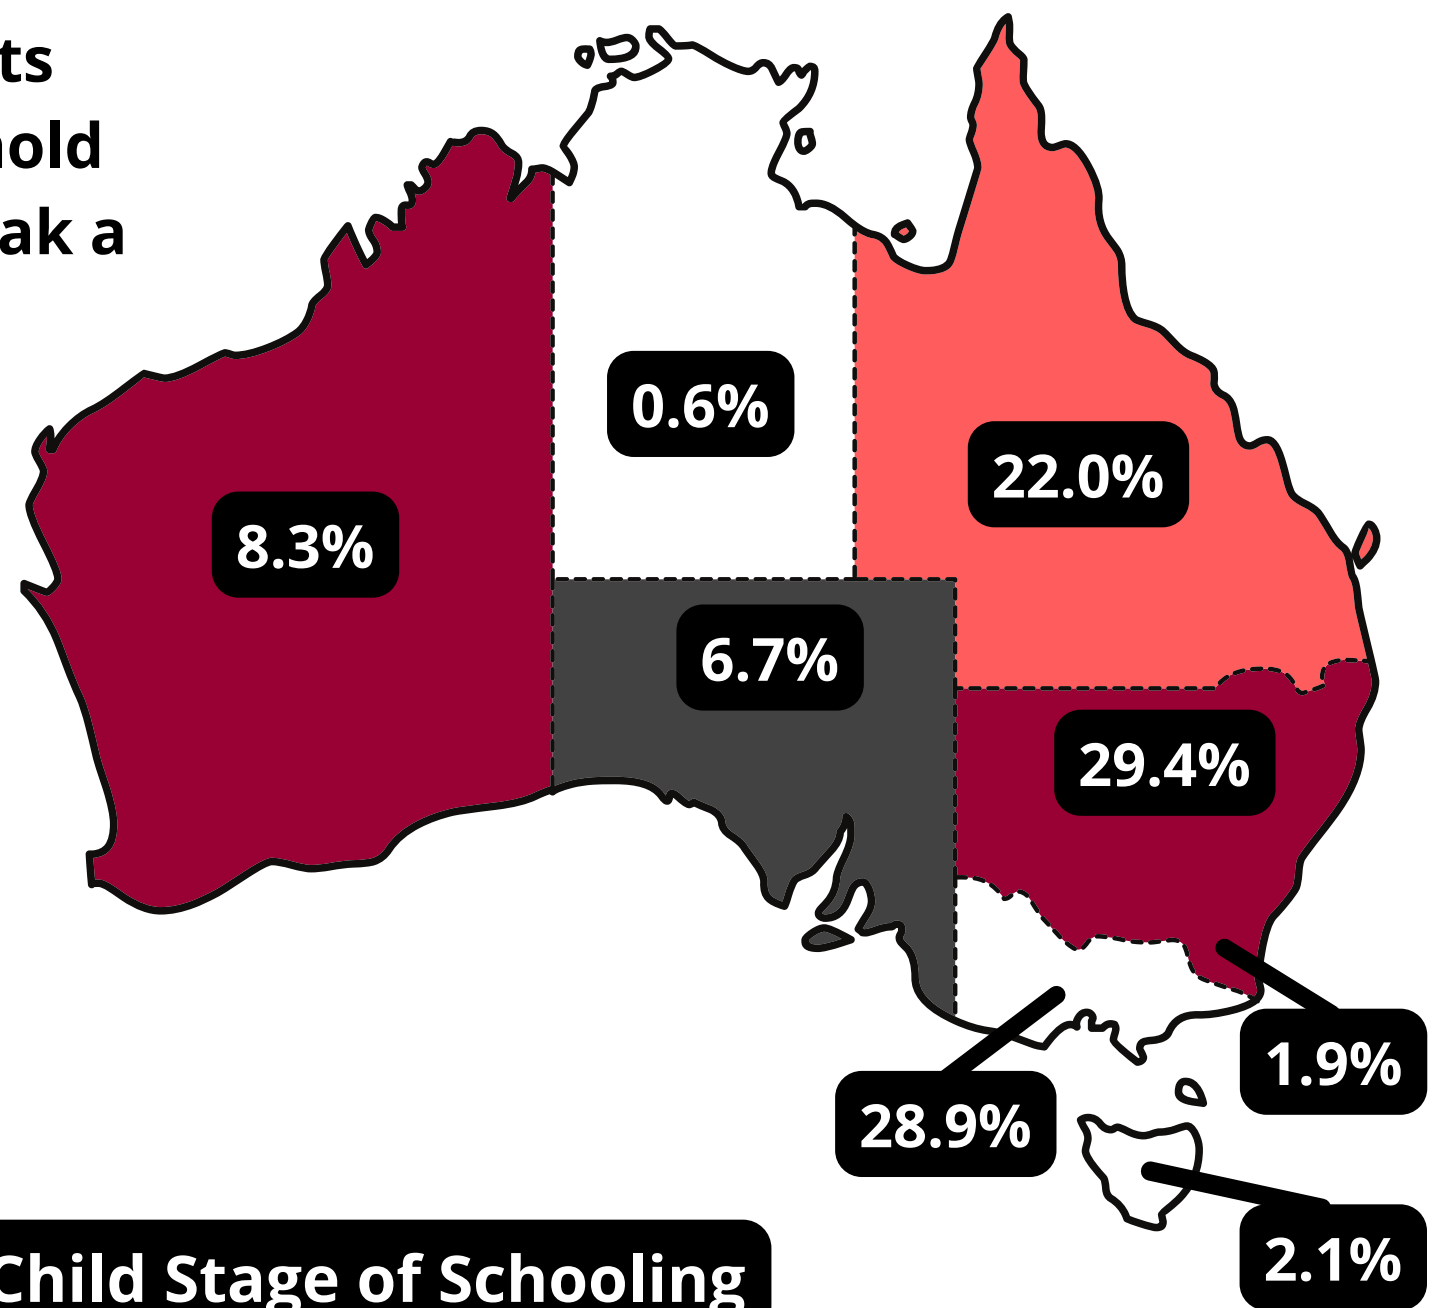 ts
hold
ak a
0.6%
22.0%
8.3%
6.7%
29.4%
1.9%
28.9%
2.1%
Child Stage of Schooling